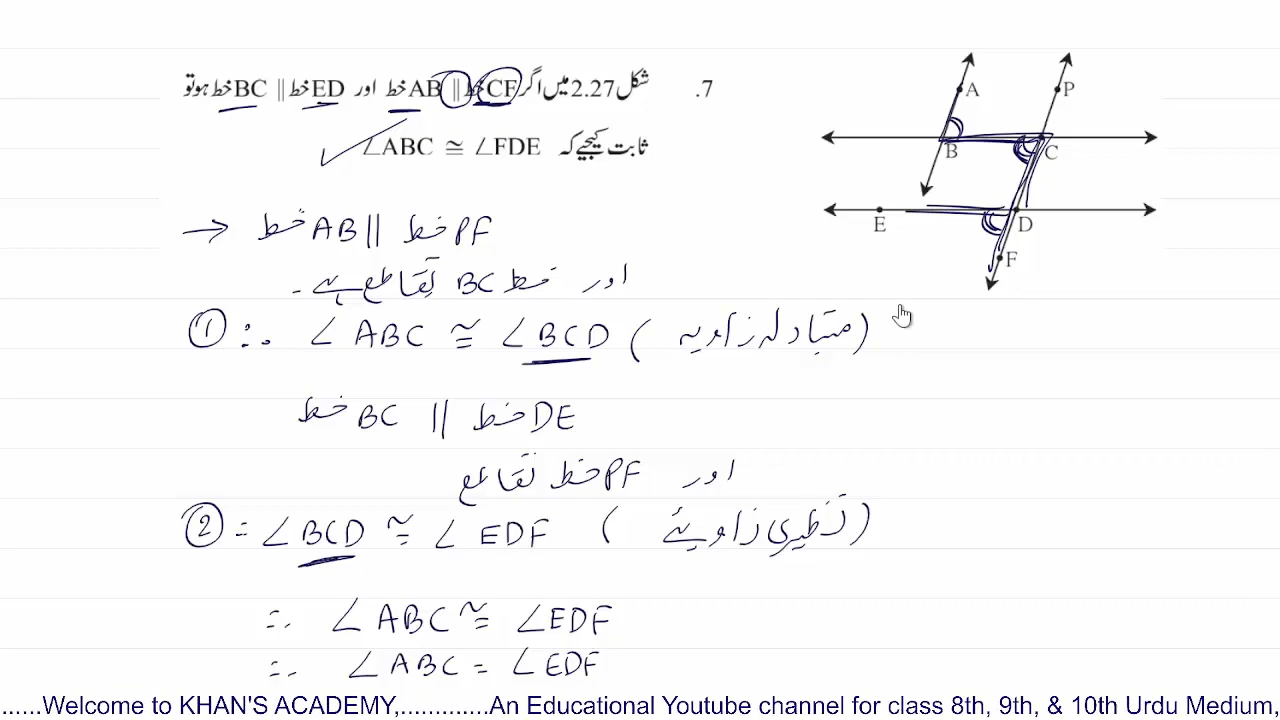 7. شکل 2.27 میں اگر CF خط || AB خط اور ED خط || BC خط ہو تو
ثابت کیجیے کہ ∠ABC ≅ ∠FDE
A
P
B
C
E
D
F
→ خط AB || خط PF
اور خط BC تقاطع ہے۔
① ∴ ∠ABC ≅ ∠BCD (متبادلہ زاویہ)
خط BC || خط DE
اور PF خط تقاطع
② = ∠BCD ≅ ∠EDF (نظیری زاویئے)
∴ ∠ABC ≅ ∠EDF
∴ ∠ABC = ∠EDF
......Welcome to KHAN'S ACADEMY,.............An Educational Youtube channel for class 8th, 9th, & 10th Urdu Medium,